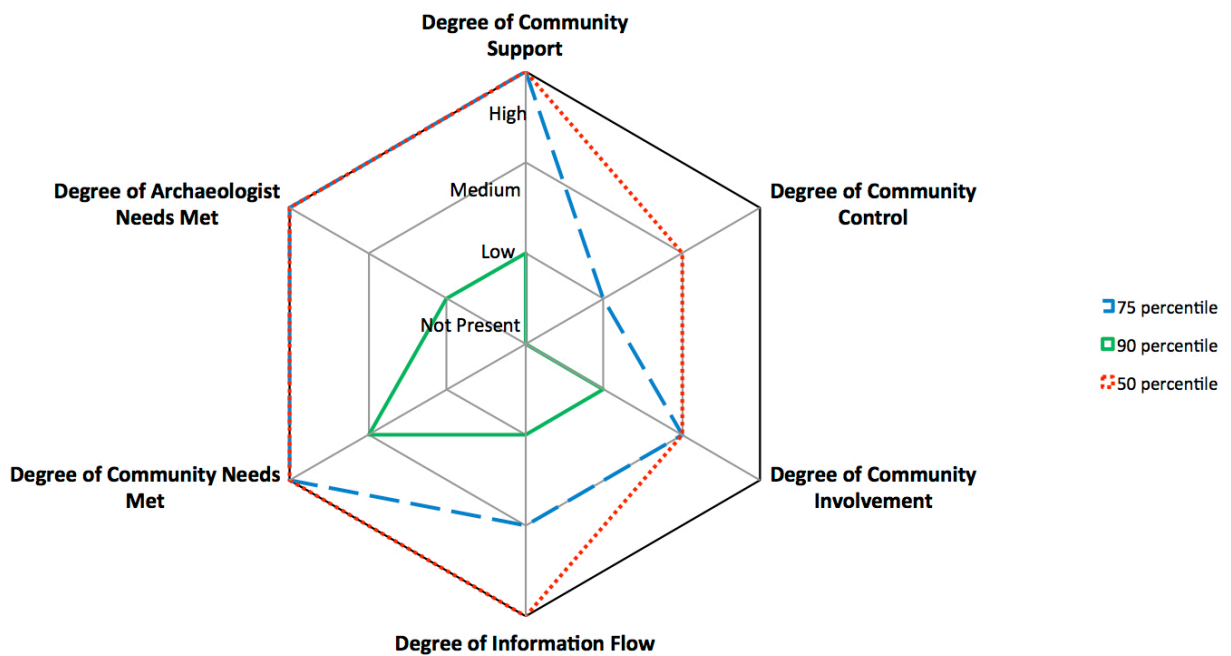 Degree of Community
Support
High
Medium
Low
Not Present
Degree of Archaeologist
Needs Met
Degree of Community
Control
75 percentile
90 percentile
50 percentile
Degree of Community Needs
Met
Degree of Community
Involvement
Degree of Information Flow